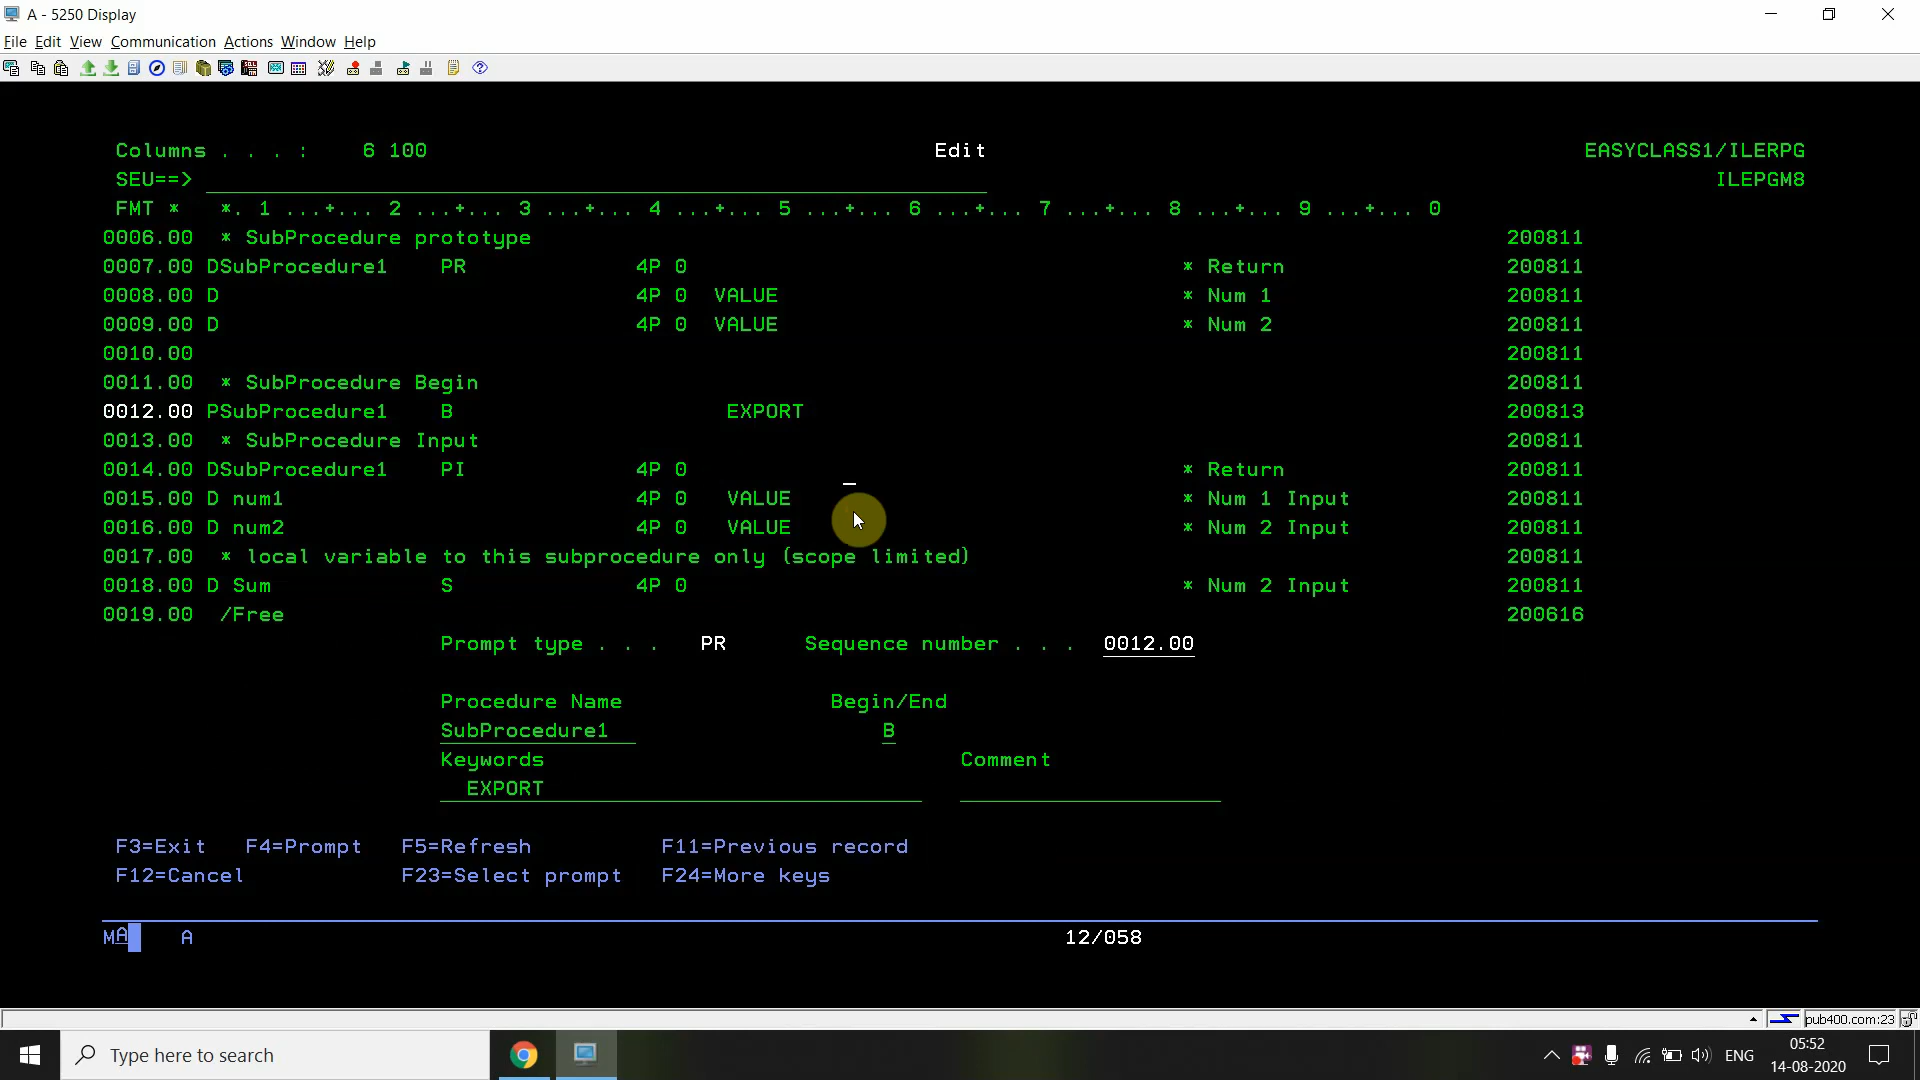 A - 5250 Display
File Edit View Communication Actions Window Help
Columns . . . :    6 100                                       Edit                                              EASYCLASS1/ILERPG
SEU==>                                                                                                                     ILEPGM8
FMT *   *. 1 ...+... 2 ...+... 3 ...+... 4 ...+... 5 ...+... 6 ...+... 7 ...+... 8 ...+... 9 ...+... 0
0006.00  * SubProcedure prototype                                                                           200811
0007.00 DSubProcedure1    PR             4P 0                                      * Return                 200811
0008.00 D                                4P 0  VALUE                               * Num 1                  200811
0009.00 D                                4P 0  VALUE                               * Num 2                  200811
0010.00                                                                                                     200811
0011.00  * SubProcedure Begin                                                                               200811
0012.00 PSubProcedure1    B                     EXPORT                                                      200813
0013.00  * SubProcedure Input                                                                               200811
0014.00 DSubProcedure1    PI             4P 0                                      * Return                 200811
0015.00 D num1                           4P 0   VALUE                              * Num 1 Input            200811
0016.00 D num2                           4P 0   VALUE                              * Num 2 Input            200811
0017.00  * local variable to this subprocedure only (scope limited)                                         200811
0018.00 D Sum             S              4P 0                                      * Num 2 Input            200811
0019.00  /Free                                                                                              200616
Prompt type . . .   PR     Sequence number . . .  0012.00
Procedure Name                Begin/End
SubProcedure1                     B
Keywords                                Comment
EXPORT
F3=Exit   F4=Prompt   F5=Refresh          F11=Previous record
F12=Cancel            F23=Select prompt   F24=More keys
MA    A                                                                   12/058
pub400.com:23
Type here to search
ENG
05:52
14-08-2020